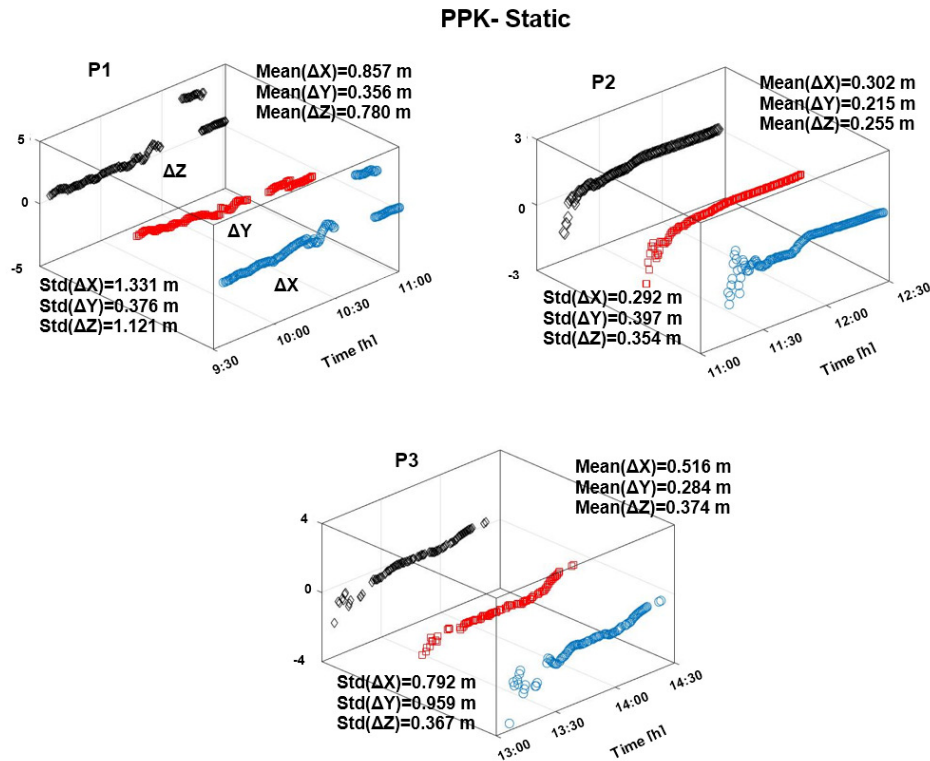 PPK- Static
P1
Mean(ΔX)=0.857 m
Mean(ΔY)=0.356 m
Mean(ΔZ)=0.780 m
5
0
-5
ΔZ
ΔY
ΔX
Std(ΔX)=1.331 m
Std(ΔY)=0.376 m
Std(ΔZ)=1.121 m
9:30
10:00
10:30
11:00
Time [h]
P2
Mean(ΔX)=0.302 m
Mean(ΔY)=0.215 m
Mean(ΔZ)=0.255 m
3
0
-3
Std(ΔX)=0.292 m
Std(ΔY)=0.397 m
Std(ΔZ)=0.354 m
11:00
11:30
12:00
12:30
Time [h]
P3
Mean(ΔX)=0.516 m
Mean(ΔY)=0.284 m
Mean(ΔZ)=0.374 m
4
0
-4
Std(ΔX)=0.792 m
Std(ΔY)=0.959 m
Std(ΔZ)=0.367 m
13:00
13:30
14:00
14:30
Time [h]